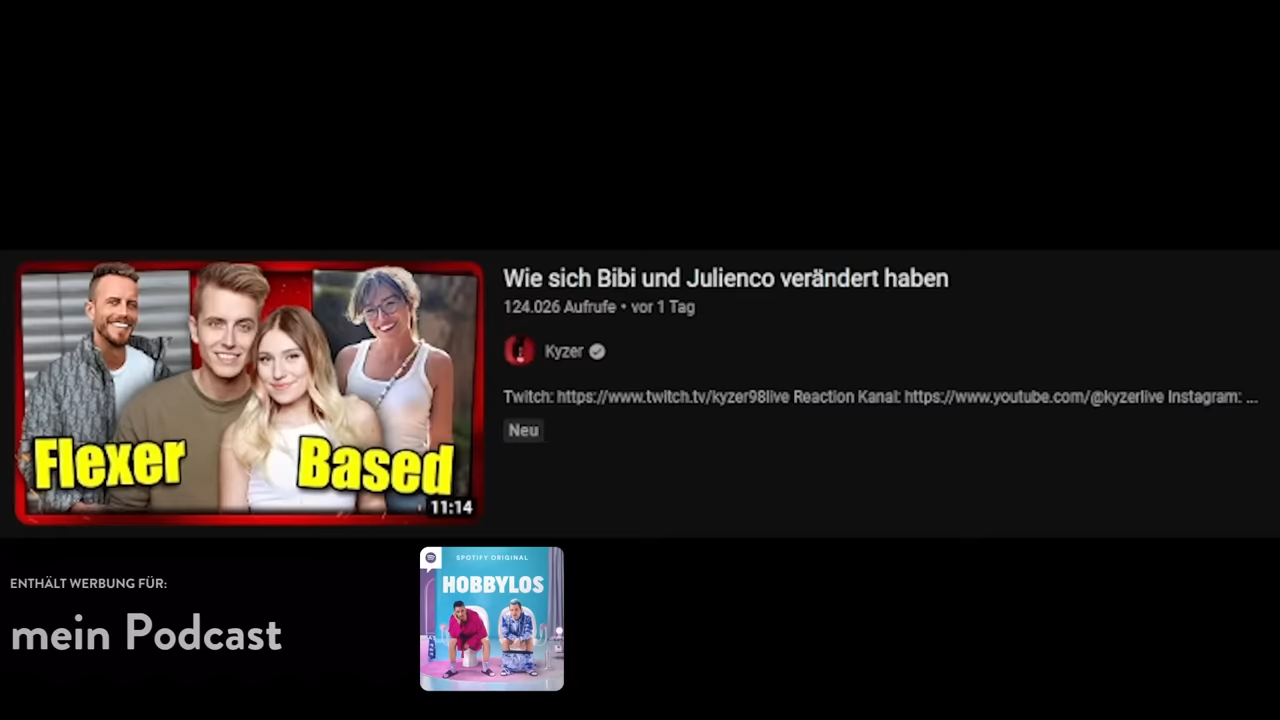 Wie sich Bibi und Julienco verändert haben
124.026 Aufrufe • vor 1 Tag
Kyzer
Twitch: https://www.twitch.tv/kyzer98live Reaction Kanal: https://www.youtube.com/@kyzerlive Instagram: ...
Neu
Flexer
Based
11:14
ENTHÄLT WERBUNG FÜR:
mein Podcast
SPOTIFY ORIGINAL
HOBBYLOS